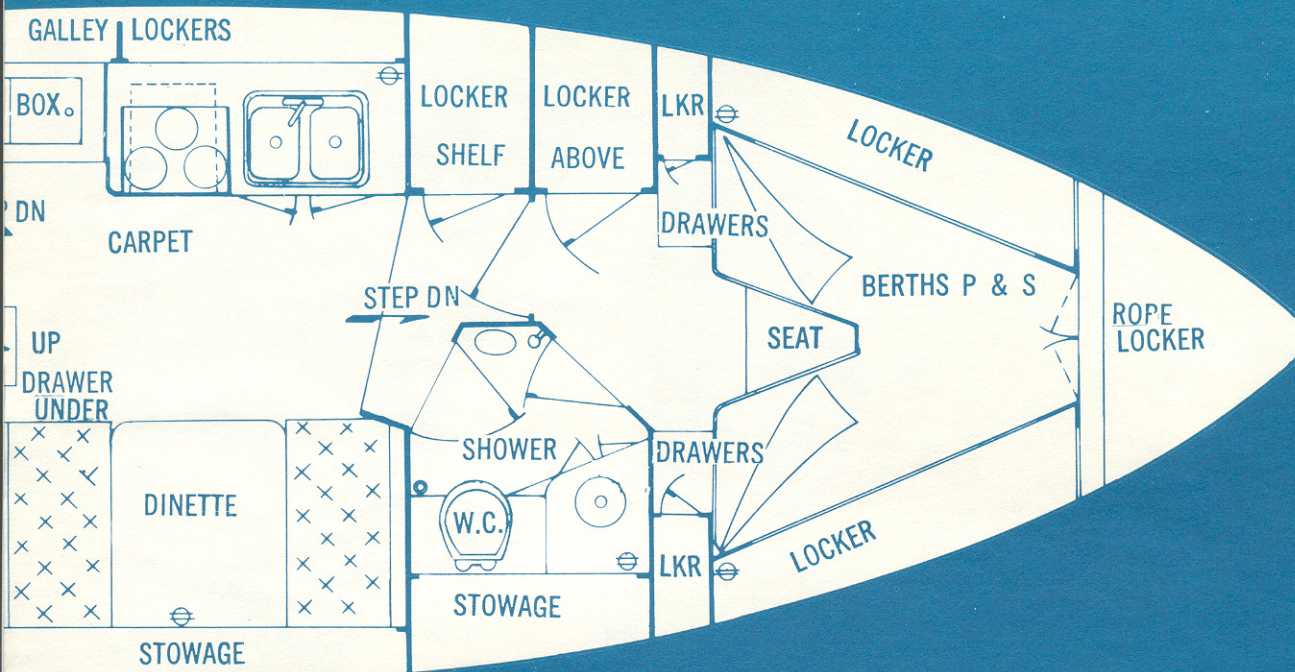 GALLEY LOCKERS
BOX
LOCKER
SHELF
LOCKER
ABOVE
LKR
LOCKER
DN
CARPET
DRAWERS
STEP DN
BERTHS P & S
SEAT
ROPE
LOCKER
UP
DRAWER
UNDER
DINETTE
SHOWER
DRAWERS
W.C.
LOCKER
LKR
STOWAGE
STOWAGE